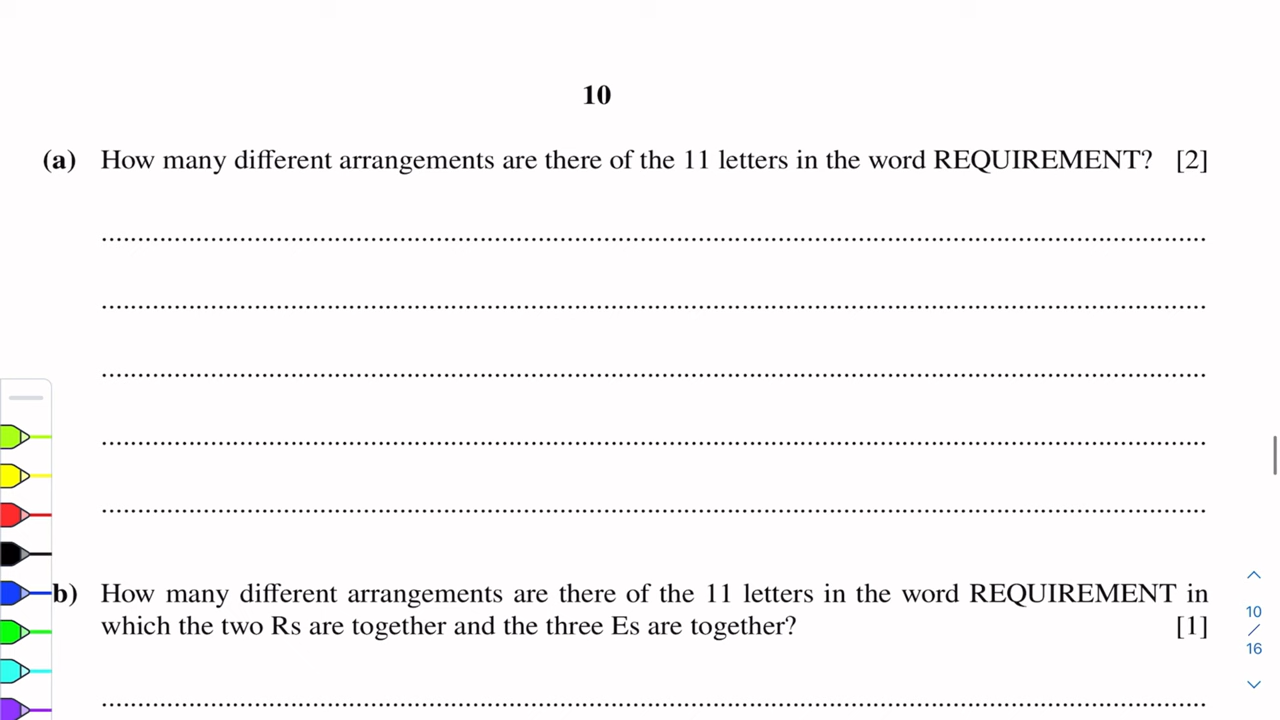 10
(a) How many different arrangements are there of the 11 letters in the word REQUIREMENT? [2]
b) How many different arrangements are there of the 11 letters in the word REQUIREMENT in
which the two Rs are together and the three Es are together? [1]
10
/
16